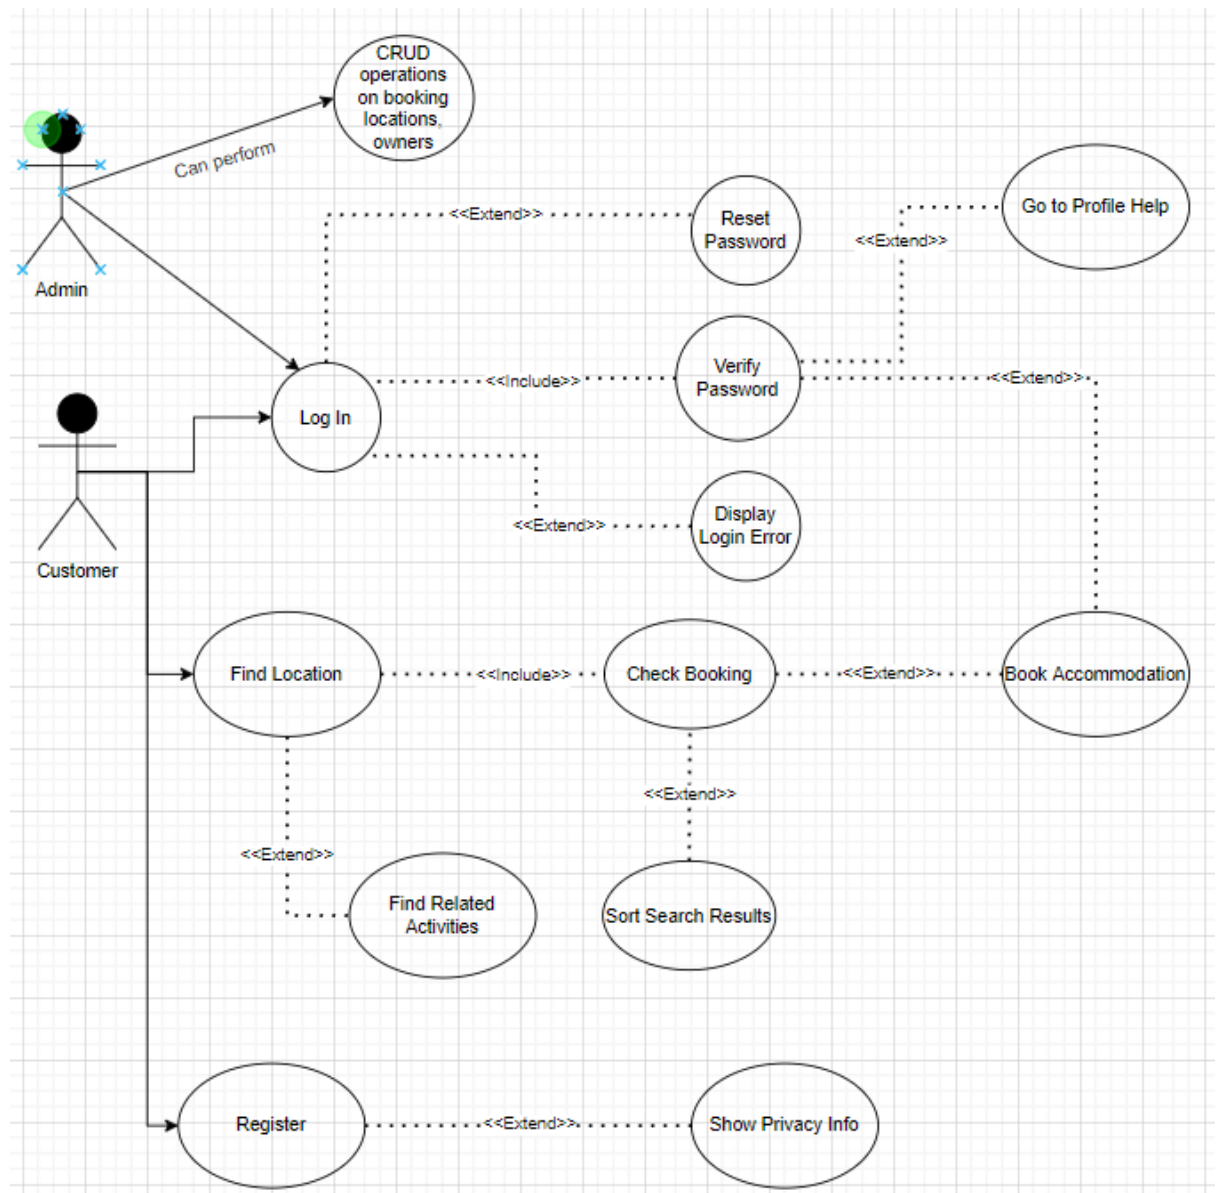 CRUD
operations
on booking
locations,
owners
Can perform
Admin
<<Extend>>
Reset
Password
Go to Profile Help
<<Extend>>
Log In
<<Include>>
Verify
Password
<<Extend>>
<<Extend>>
Display
Login Error
Customer
Find Location
<<Include>>
Check Booking
<<Extend>>
Book Accommodation
<<Extend>>
<<Extend>>
Find Related
Activities
Sort Search Results
Register
<<Extend>>
Show Privacy Info